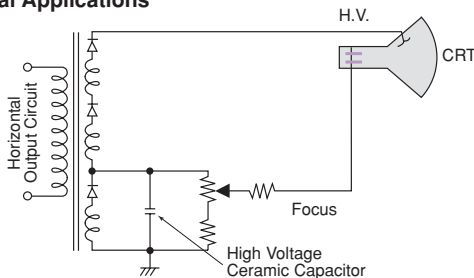 al Applications
H.V.
CRT
Horizontal
Output Circuit
Focus
High Voltage
Ceramic Capacitor